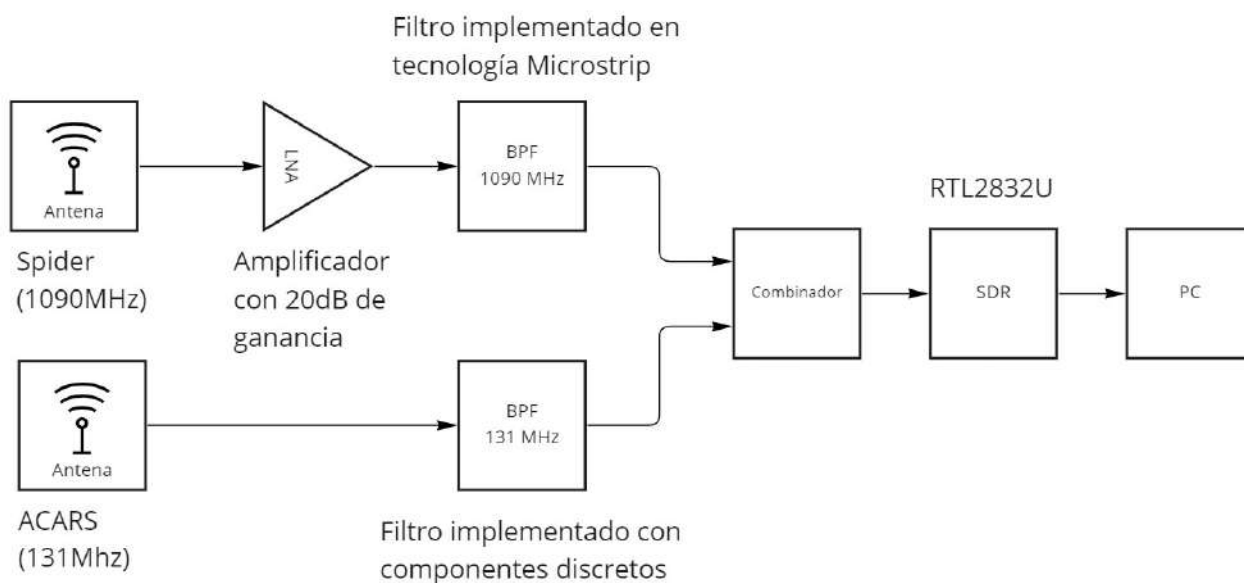 Filtro implementado en
tecnología Microstrip
Antena
Spider
(1090MHz)
LNA
Amplificador
con 20dB de
ganancia
BPF
1090 MHz
Antena
ACARS
(131Mhz)
BPF
131 MHz
Filtro implementado con
componentes discretos
Combinador
RTL2832U
SDR
PC